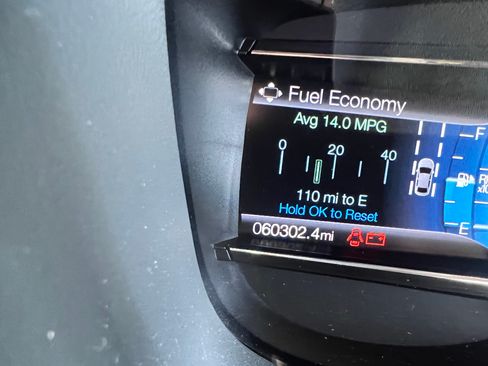 Fuel Economy
Avg 14.0 MPG
0 20 40
110 mi to E
Hold OK to Reset
060302.4mi
F
E